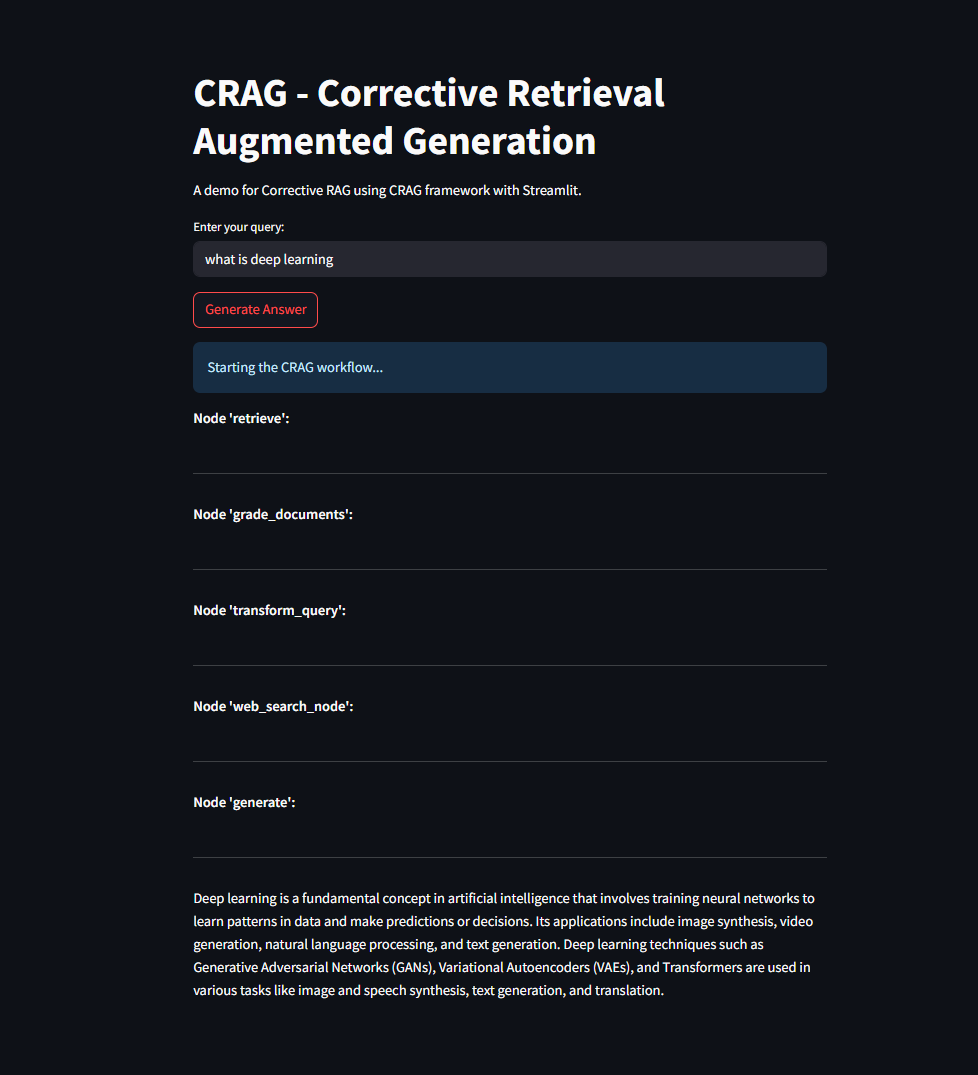 CRAG - Corrective Retrieval
Augmented Generation
A demo for Corrective RAG using CRAG framework with Streamlit.
Enter your query:
what is deep learning
Generate Answer
Starting the CRAG workflow...
Node 'retrieve':
Node 'grade_documents':
Node 'transform_query':
Node 'web_search_node':
Node 'generate':
Deep learning is a fundamental concept in artificial intelligence that involves training neural networks to
learn patterns in data and make predictions or decisions. Its applications include image synthesis, video
generation, natural language processing, and text generation. Deep learning techniques such as
Generative Adversarial Networks (GANs), Variational Autoencoders (VAEs), and Transformers are used in
various tasks like image and speech synthesis, text generation, and translation.